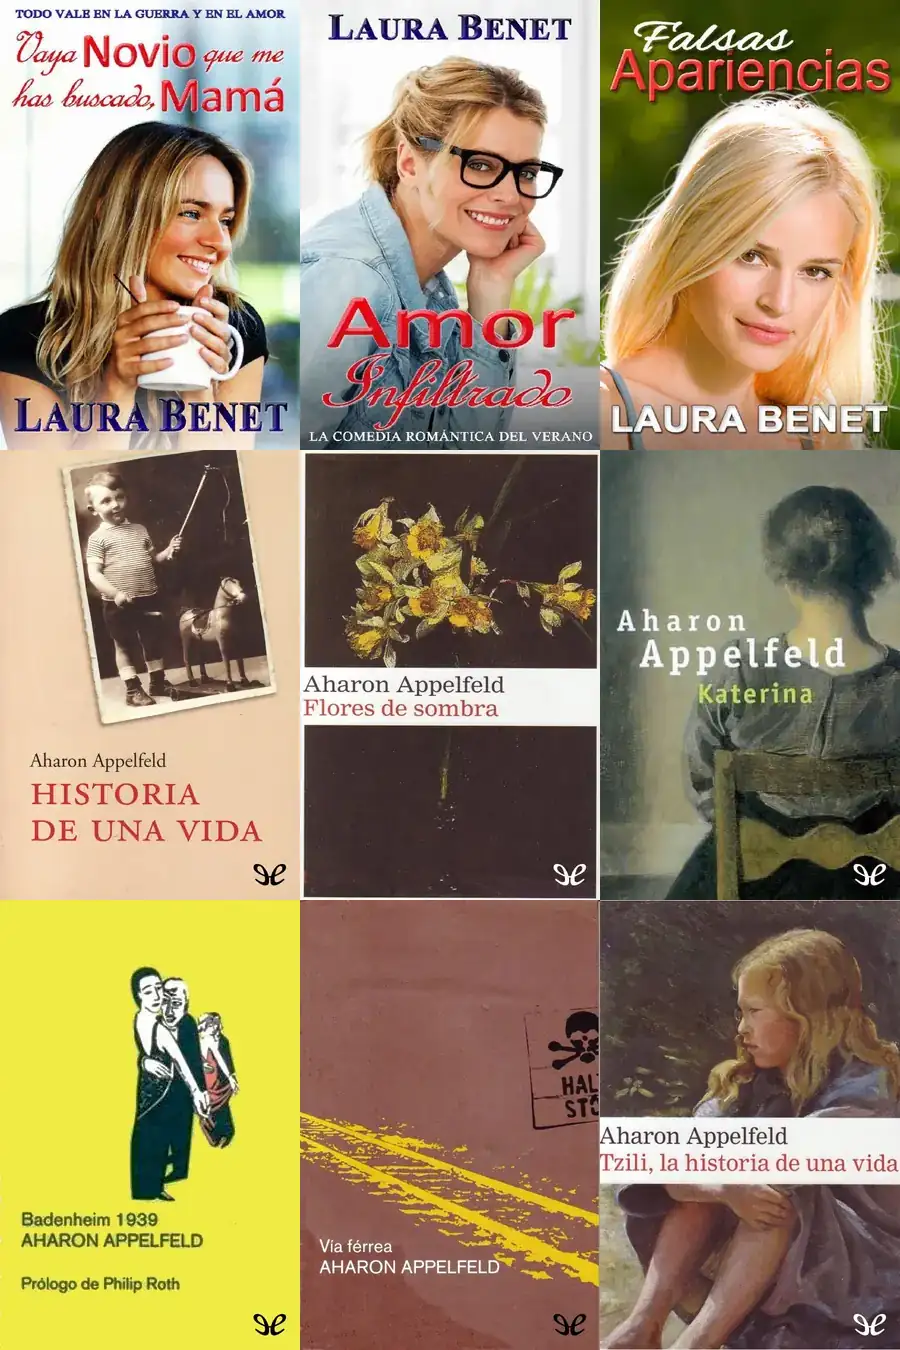 TODO VALE EN LA GUERRA Y EN EL AMOR
Vaya Novio que me
has buscado, Mamá
LAURA BENET
LAURA BENET
Amor
Infiltrado
LA COMEDIA ROMÁNTICA DEL VERANO
Falsas
Apariencias
LAURA BENET
Aharon Appelfeld
HISTORIA
DE UNA VIDA
Aharon Appelfeld
Flores de sombra
Aharon
Appelfeld
Katerina
Badenheim 1939
AHARON APPELFELD
Prólogo de Philip Roth
HAL
STO
Vía férrea
AHARON APPELFELD
Aharon Appelfeld
Tzili, la historia de una vida